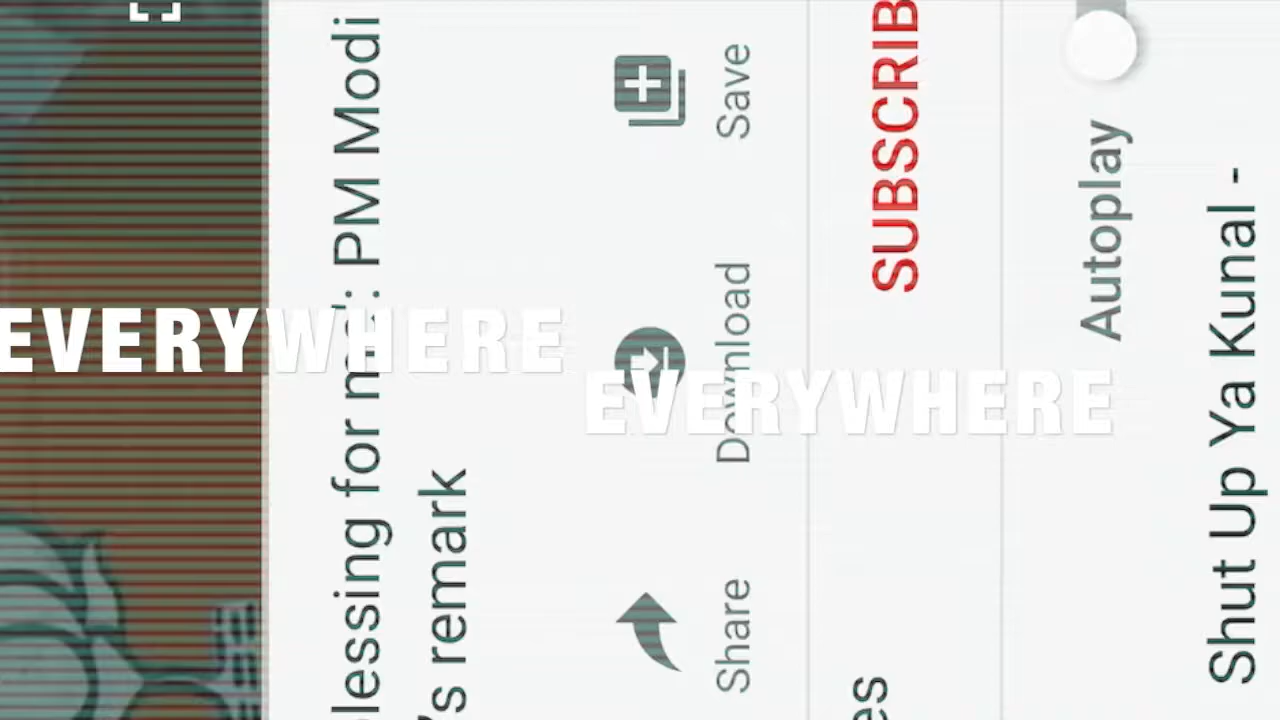 lessing for me': PM Modi
's remark
Share
Download
Save
es
SUBSCRIB
Autoplay
Shut Up Ya Kunal -
EVERYWHERE
EVERYWHERE